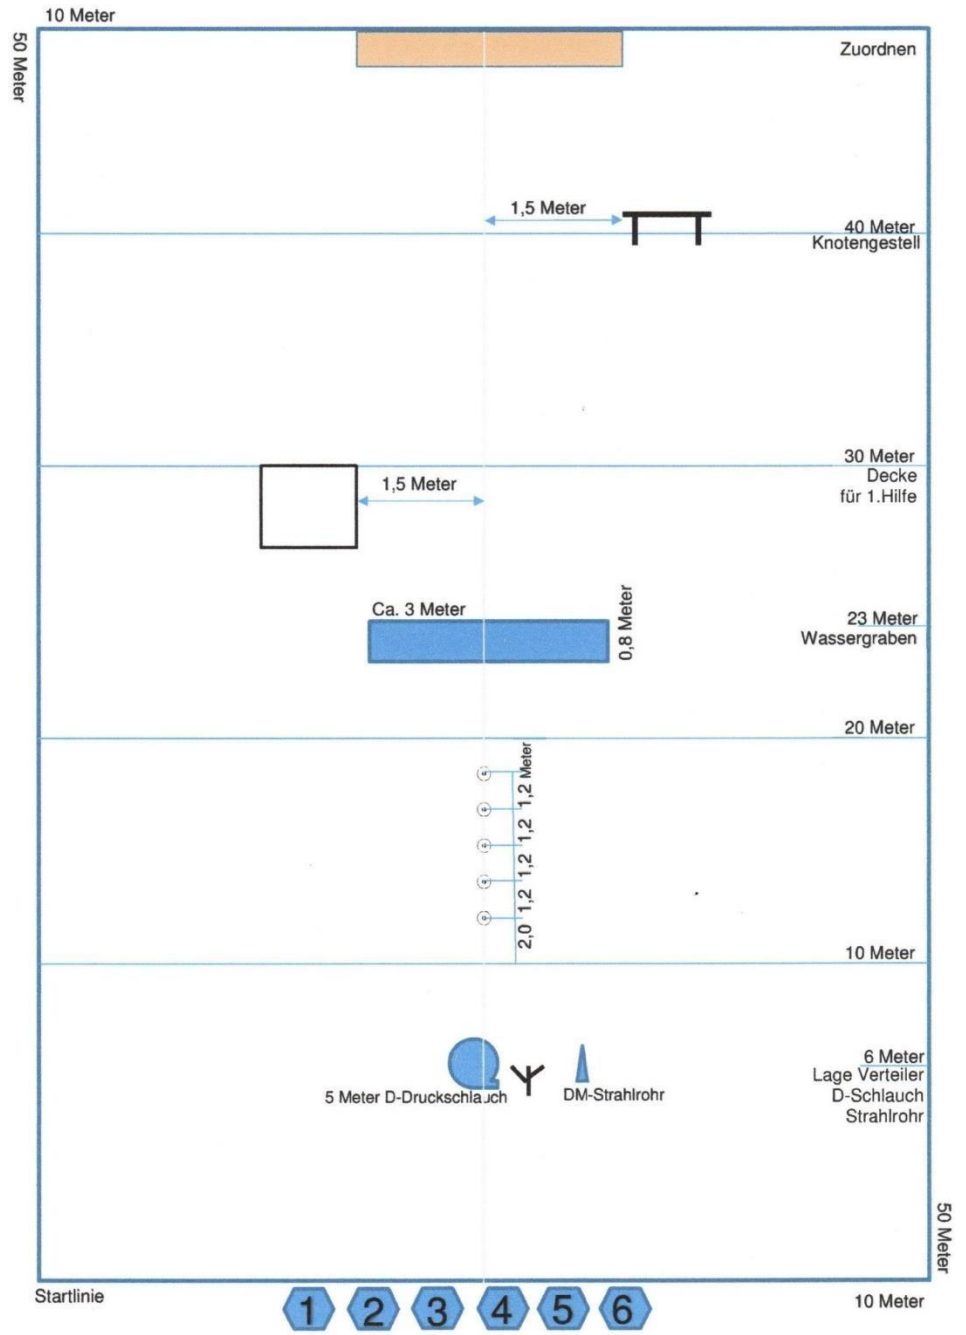 10 Meter
50 Meter
Zuordnen
1,5 Meter
40 Meter
Knotengestell
30 Meter
Decke
für 1.Hilfe
1,5 Meter
Ca. 3 Meter
0,8 Meter
23 Meter
Wassergraben
20 Meter
2,0 1,2 1,2 1,2 1,2 Meter
10 Meter
6 Meter
Lage Verteiler
D-Schlauch
Strahlrohr
5 Meter D-Druckschlauch
DM-Strahlrohr
50 Meter
Startlinie
1 2 3 4 5 6
10 Meter